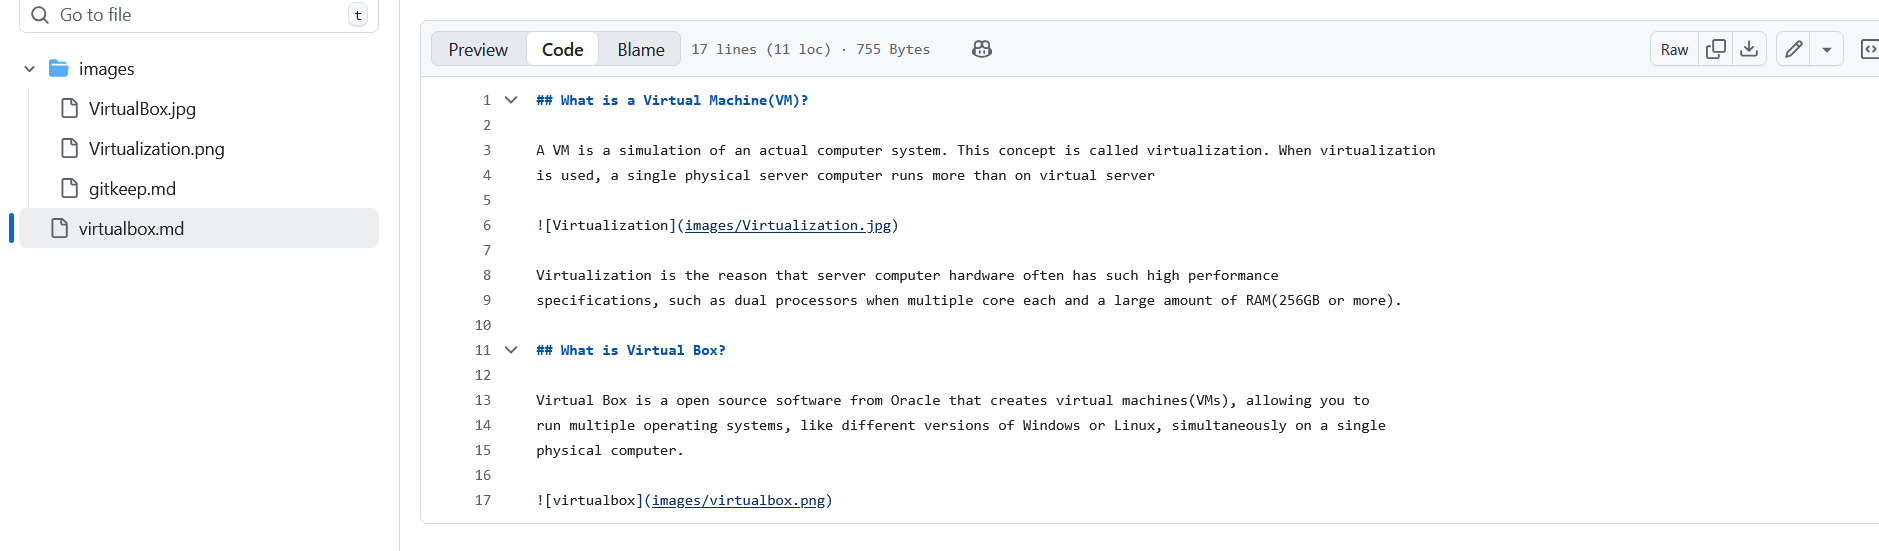 Go to file
t
images
VirtualBox.jpg
Virtualization.png
gitkeep.md
virtualbox.md
Preview
Code
Blame
17 lines (11 loc) · 755 Bytes
Raw
1 ## What is a Virtual Machine(VM)?
2
3 A VM is a simulation of an actual computer system. This concept is called virtualization. When virtualization
4 is used, a single physical server computer runs more than on virtual server
5
6 ![Virtualization](images/Virtualization.jpg)
7
8 Virtualization is the reason that server computer hardware often has such high performance
9 specifications, such as dual processors when multiple core each and a large amount of RAM(256GB or more).
10
11 ## What is Virtual Box?
12
13 Virtual Box is a open source software from Oracle that creates virtual machines(VMs), allowing you to
14 run multiple operating systems, like different versions of Windows or Linux, simultaneously on a single
15 physical computer.
16
17 ![virtualbox](images/virtualbox.png)